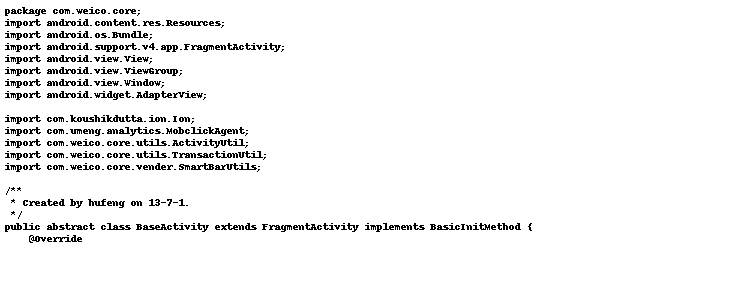 package com.weico.core;
import android.content.res.Resources;
import android.os.Bundle;
import android.support.v4.app.FragmentActivity;
import android.view.View;
import android.view.ViewGroup;
import android.view.Window;
import android.widget.AdapterView;

import com.koushikdutta.ion.Ion;
import com.umeng.analytics.MobclickAgent;
import com.weico.core.utils.ActivityUtil;
import com.weico.core.utils.TransactionUtil;
import com.weico.core.vender.SmartBarUtils;

/**
 * Created by hufeng on 13-7-1.
 */
public abstract class BaseActivity extends FragmentActivity implements BasicInitMethod {
    @Override